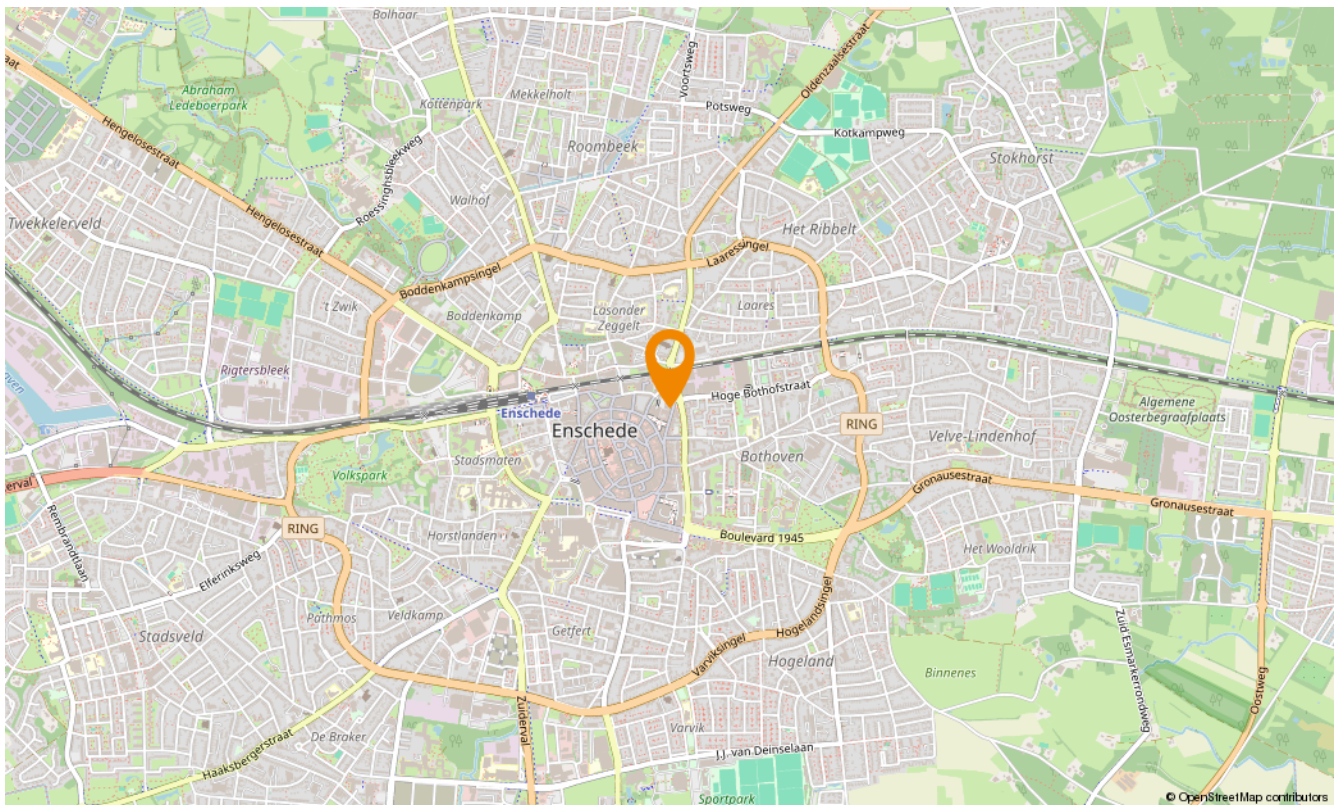 Bolhaar
Voortsweg
Oldenzaalsestraat
Abraham
Ledeboerpark
Kottenpark
Mekkelholt
Potsweg
Hengelosestraat
Roombeek
Kotkampweg
Stokhorst
Roessinghsbleekweg
Walhof
Twekkelerveld
Hengelosestraat
Het Ribbelt
Laaressingel
Boddenkampsingel
't Zwik
Boddenkamp
Lasonder
Zeggelt
Laares
Rigtersbleek
Hoge Bothofstraat
Algemene
Oosterbegraafplaats
Enschede
Enschede
RING
Velve-Lindenhof
Bothoven
Stadsmaten
Volkspark
Gronausestraat
Gronausestraat
Rembrandtlaan
RING
Horstlanden
Boulevard 1945
Het Wooldrik
Elferinksweg
Pathmos
Veldkamp
Hogelandsingel
Stadsveld
Getfert
Varviksingel
Zuid Esmarkerrondweg
Hogeland
Binnenes
Oostweg
Zuiderval
Varvik
De Braker
J.J. van Deinselaan
Haaksbergerstraat
Sportpark
© OpenStreetMap contributors